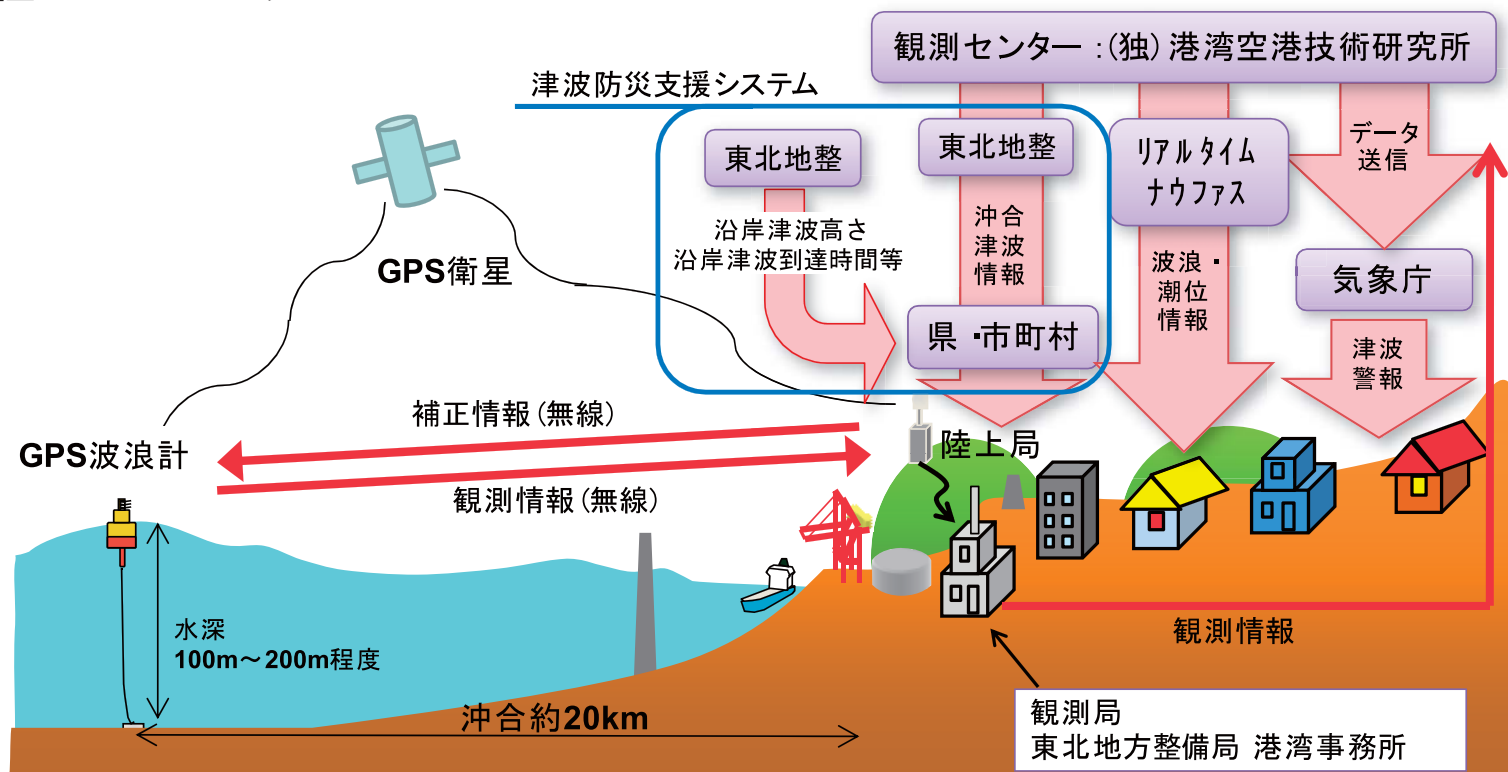 観測センター：(独)港湾空港技術研究所
津波防災支援システム
東北地整
東北地整
リアルタイム
ナウファス
データ
送信
沿岸津波高さ
沿岸津波到達時間等
沖合
津波
情報
GPS衛星
波浪・
潮位
情報
気象庁
県・市町村
津波
警報
補正情報(無線)
GPS波浪計
陸上局
観測情報(無線)
水深
100m～200m程度
観測情報
沖合約20km
観測局
東北地方整備局 港湾事務所